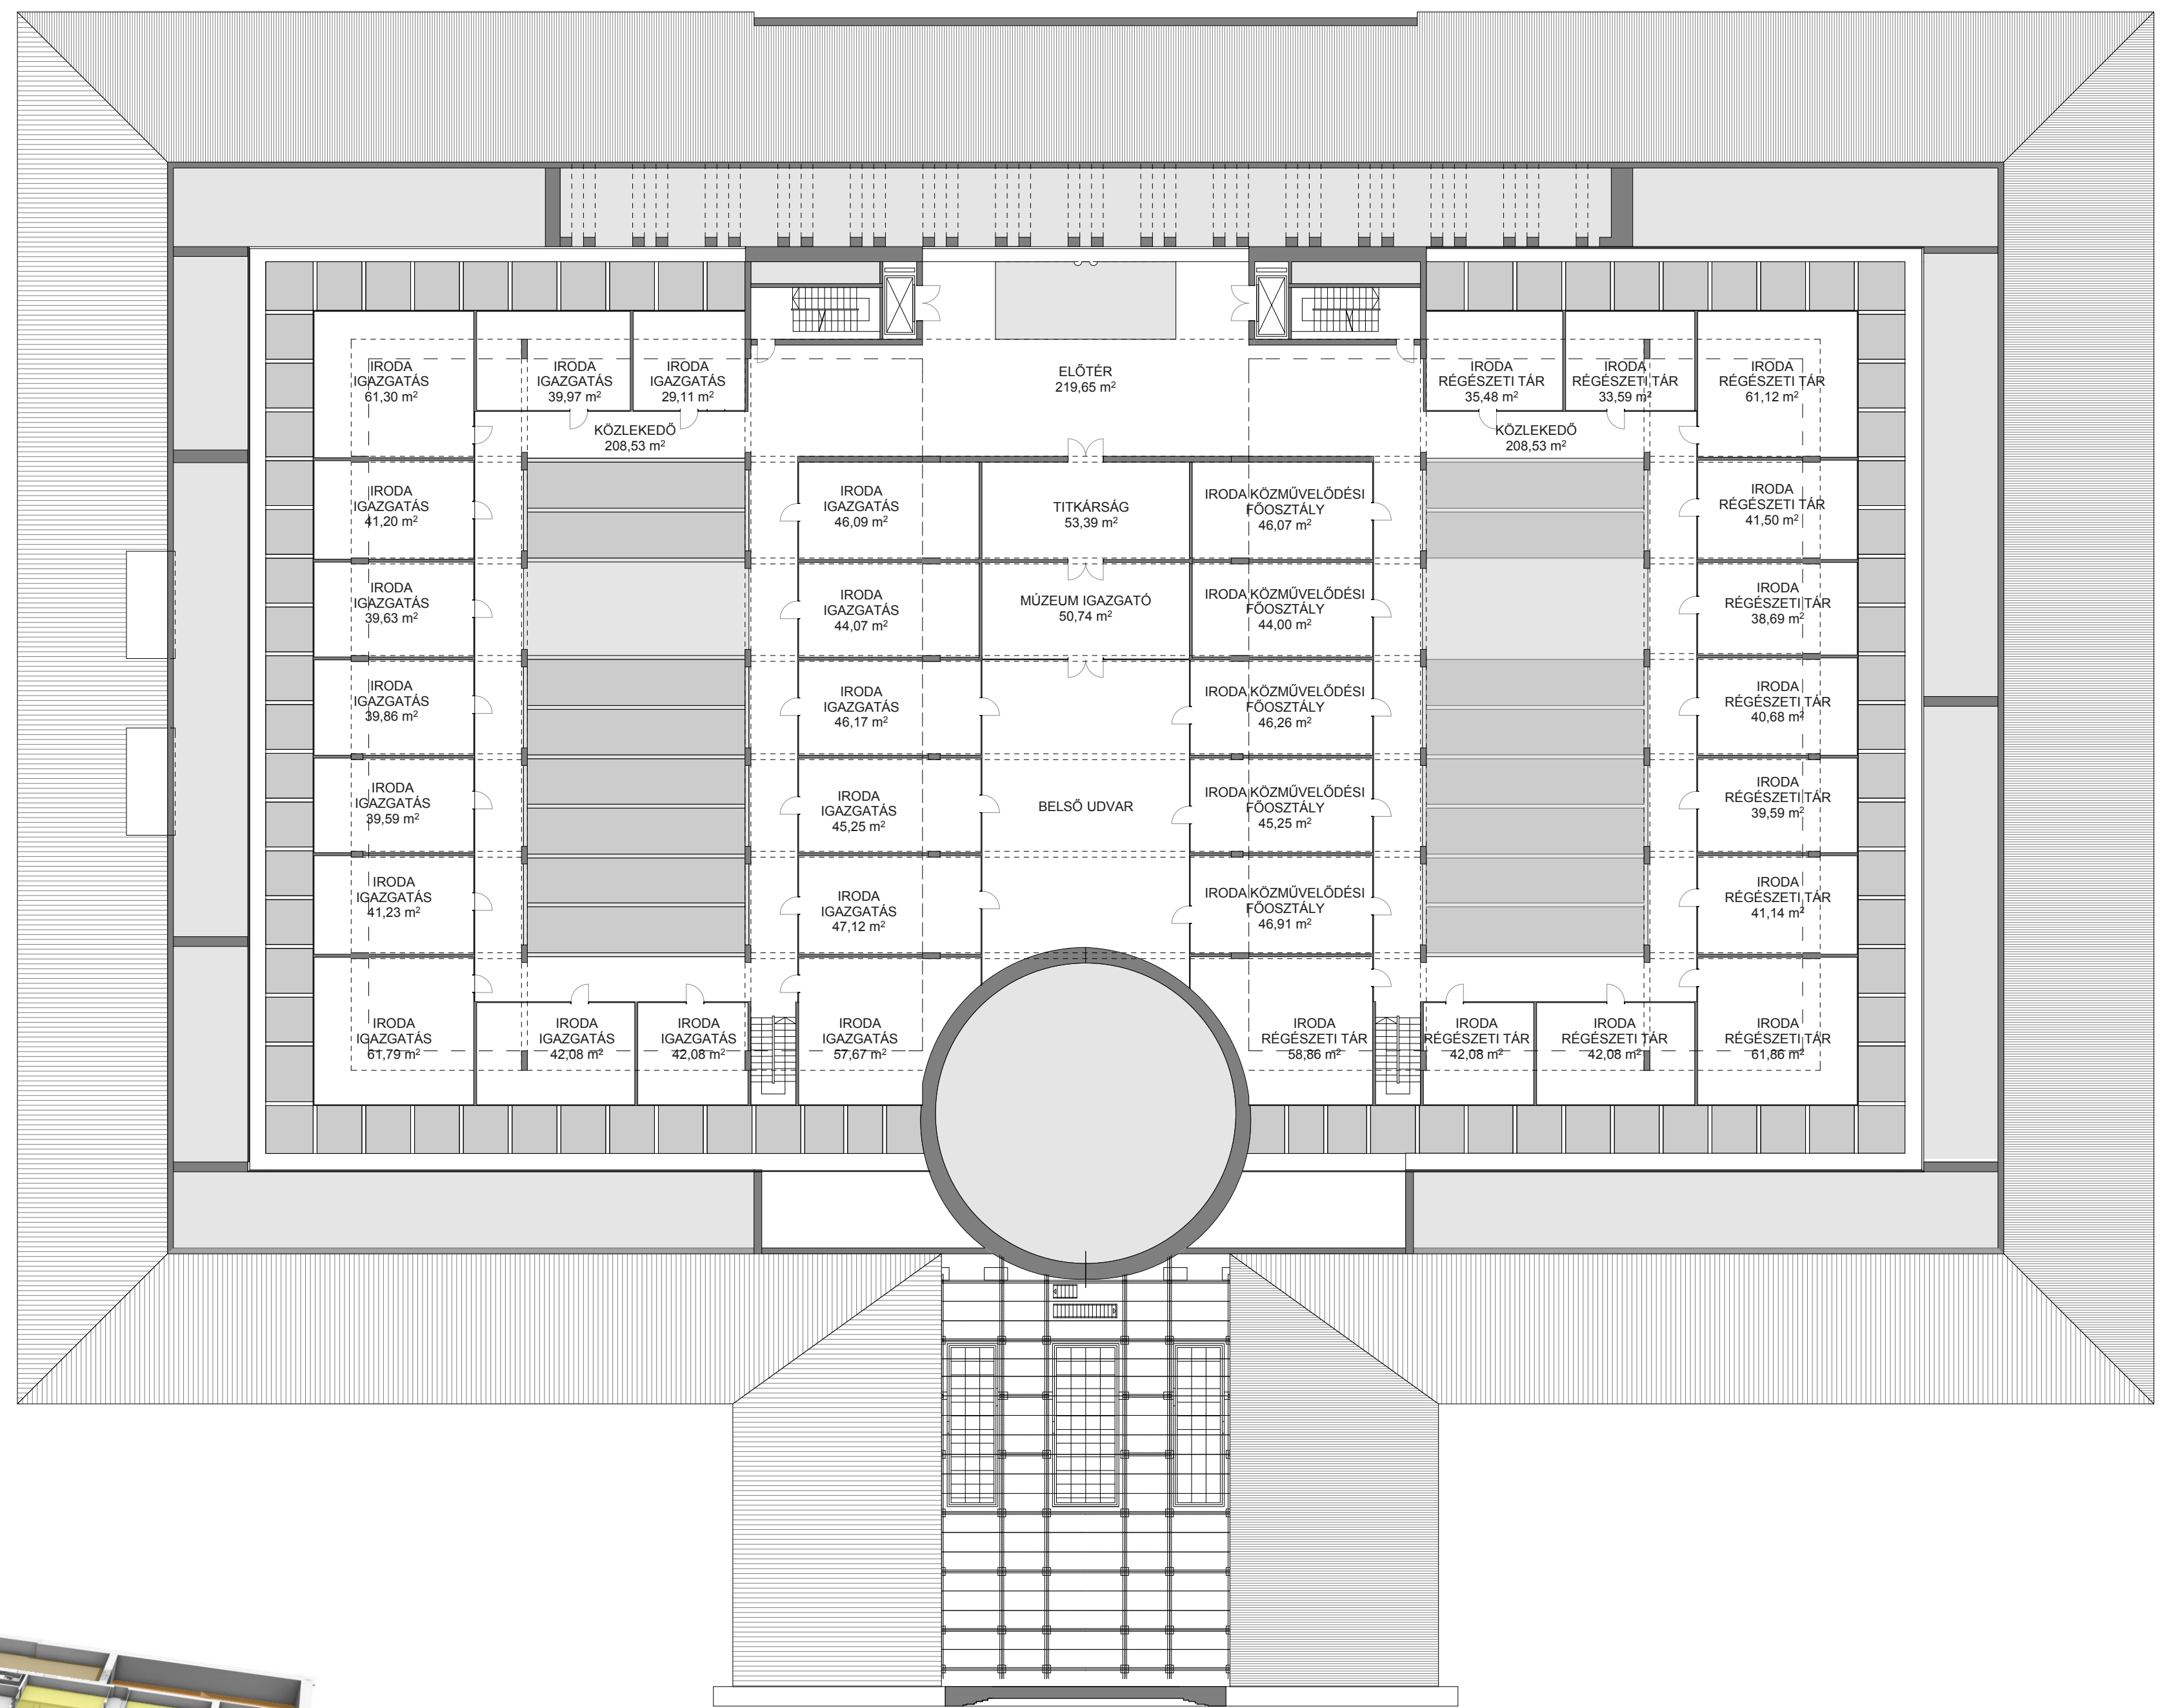 IRODA
IGAZGATÁS
61,30 m²
IRODA
IGAZGATÁS
39,97 m²
IRODA
IGAZGATÁS
29,11 m²
ELŐTÉR
219,65 m²
IRODA
RÉGÉSZETI TÁR
35,48 m²
IRODA
RÉGÉSZETI TÁR
33,59 m²
IRODA
RÉGÉSZETI TÁR
61,12 m²
KÖZLEKEDŐ
208,53 m²
KÖZLEKEDŐ
208,53 m²
IRODA
IGAZGATÁS
41,20 m²
IRODA
IGAZGATÁS
46,09 m²
TITKÁRSÁG
53,39 m²
IRODA KÖZMŰVELŐDÉSI
FŐOSZTÁLY
46,07 m²
IRODA
RÉGÉSZETI TÁR
41,50 m²
IRODA
IGAZGATÁS
39,63 m²
IRODA
IGAZGATÁS
44,07 m²
MÚZEUM IGAZGATÓ
50,74 m²
IRODA KÖZMŰVELŐDÉSI
FŐOSZTÁLY
44,00 m²
IRODA
RÉGÉSZETI TÁR
38,69 m²
IRODA
IGAZGATÁS
39,86 m²
IRODA
IGAZGATÁS
46,17 m²
IRODA KÖZMŰVELŐDÉSI
FŐOSZTÁLY
46,26 m²
IRODA
RÉGÉSZETI TÁR
40,68 m²
IRODA
IGAZGATÁS
39,59 m²
IRODA
IGAZGATÁS
45,25 m²
BELSŐ UDVAR
IRODA KÖZMŰVELŐDÉSI
FŐOSZTÁLY
45,25 m²
IRODA
RÉGÉSZETI TÁR
39,59 m²
IRODA
IGAZGATÁS
41,23 m²
IRODA
IGAZGATÁS
47,12 m²
IRODA KÖZMŰVELŐDÉSI
FŐOSZTÁLY
46,91 m²
IRODA
RÉGÉSZETI TÁR
41,14 m²
IRODA
IGAZGATÁS
61,79 m²
IRODA
IGAZGATÁS
42,08 m²
IRODA
IGAZGATÁS
42,08 m²
IRODA
IGAZGATÁS
57,67 m²
IRODA
RÉGÉSZETI TÁR
58,86 m²
IRODA
RÉGÉSZETI TÁR
42,08 m²
IRODA
RÉGÉSZETI TÁR
42,08 m²
IRODA
RÉGÉSZETI TÁR
61,86 m²